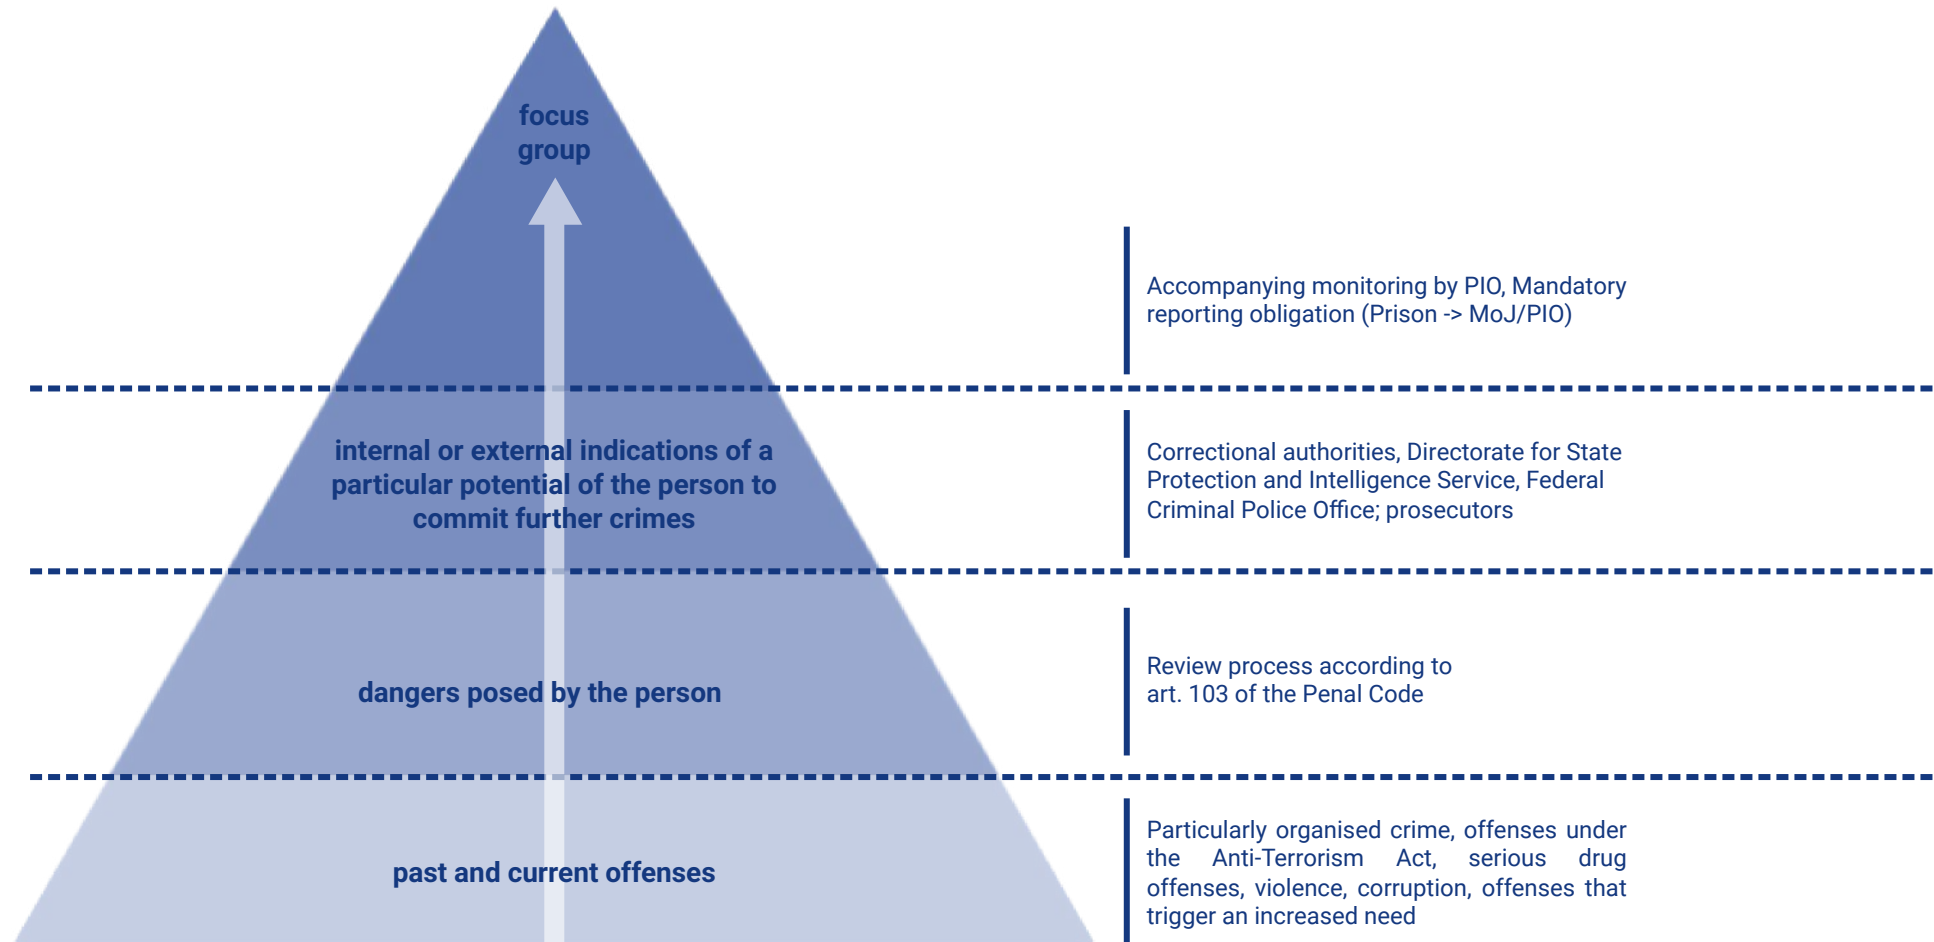 focus
group
Accompanying monitoring by PIO, Mandatory
reporting obligation (Prison -> MoJ/PIO)
internal or external indications of a
particular potential of the person to
commit further crimes
Correctional authorities, Directorate for State
Protection and Intelligence Service, Federal
Criminal Police Office; prosecutors
dangers posed by the person
Review process according to
art. 103 of the Penal Code
past and current offenses
Particularly organised crime, offenses under
the Anti-Terrorism Act, serious drug
offenses, violence, corruption, offenses that
trigger an increased need